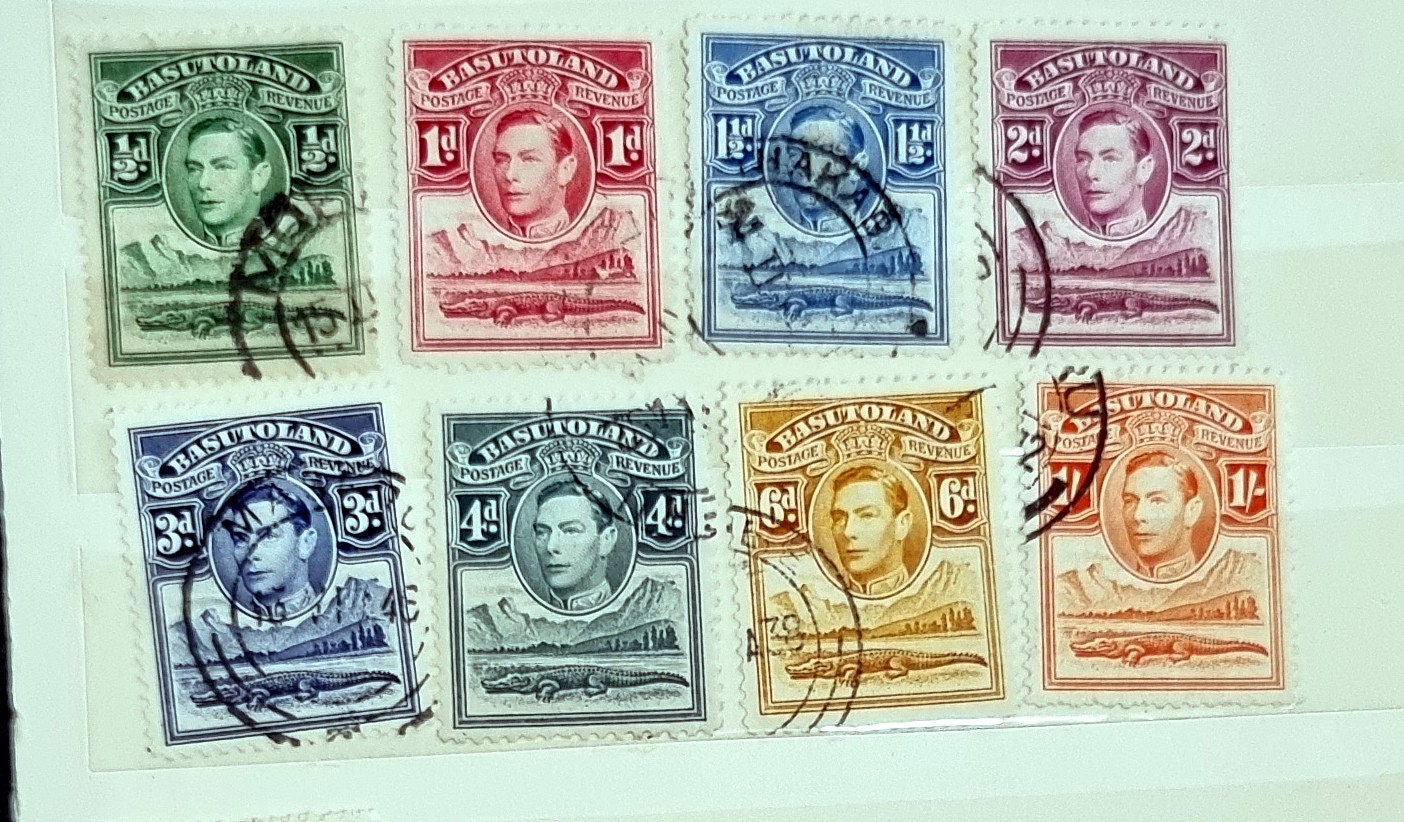 BASUTOLAND
POSTAGE REVENUE
½d ½d
15
BASUTOLAND
POSTAGE REVENUE
1d. 1d.
BASUTOLAND
POSTAGE REVENUE
1½d. 1½d.
BASUTOLAND
POSTAGE REVENUE
2d. 2d.
BASUTOLAND
POSTAGE REVENUE
3d. 3d.
BASUTOLAND
POSTAGE REVENUE
4d. 4d.
BASUTOLAND
POSTAGE REVENUE
6d. 6d.
BASUTOLAND
POSTAGE REVENUE
1/- 1/-